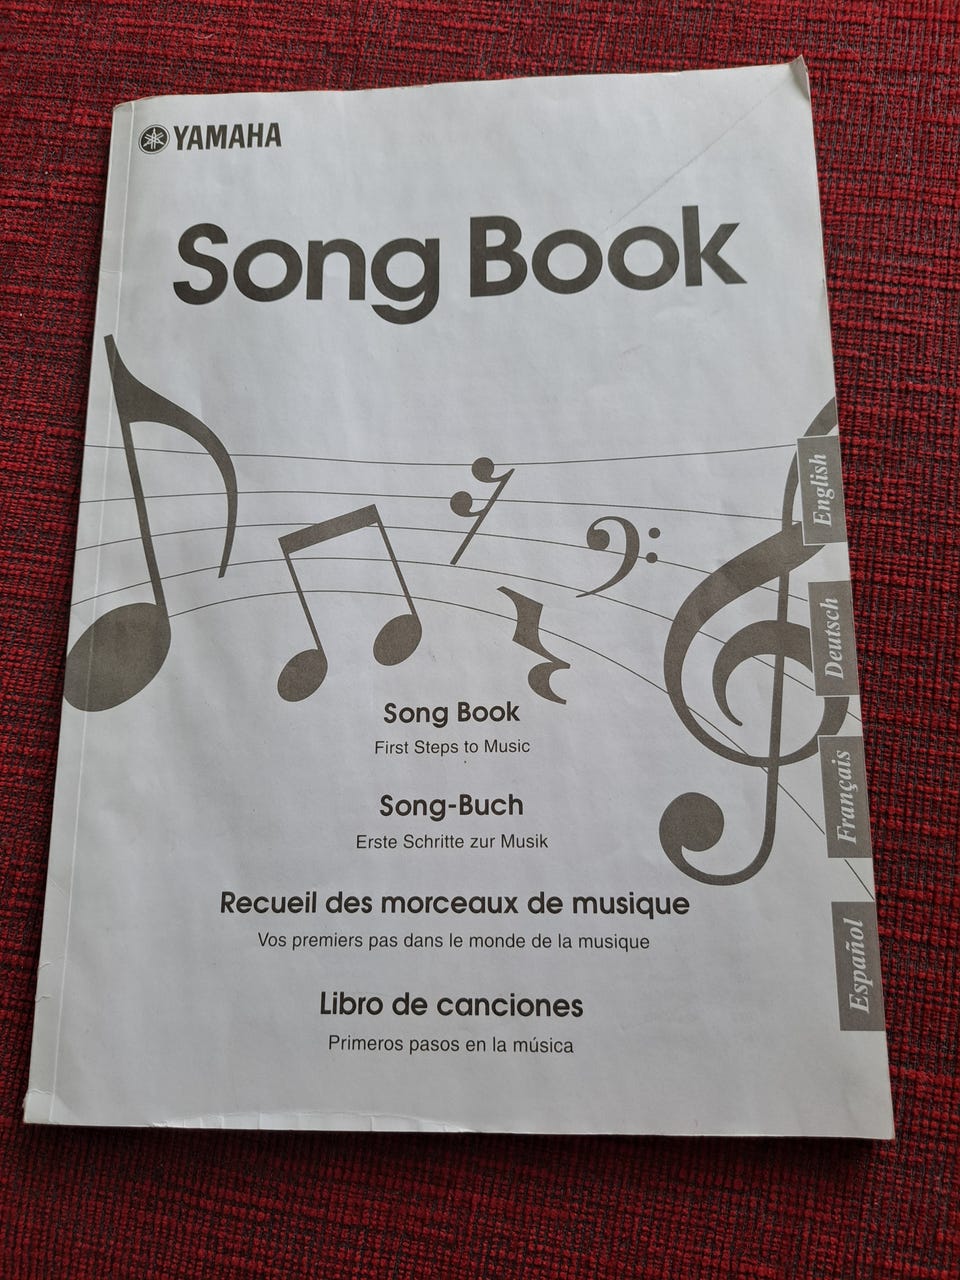 YAMAHA
Song Book
English
Deutsch
Français
Español
Song Book
First Steps to Music
Song-Buch
Erste Schritte zur Musik
Recueil des morceaux de musique
Vos premiers pas dans le monde de la musique
Libro de canciones
Primeros pasos en la música